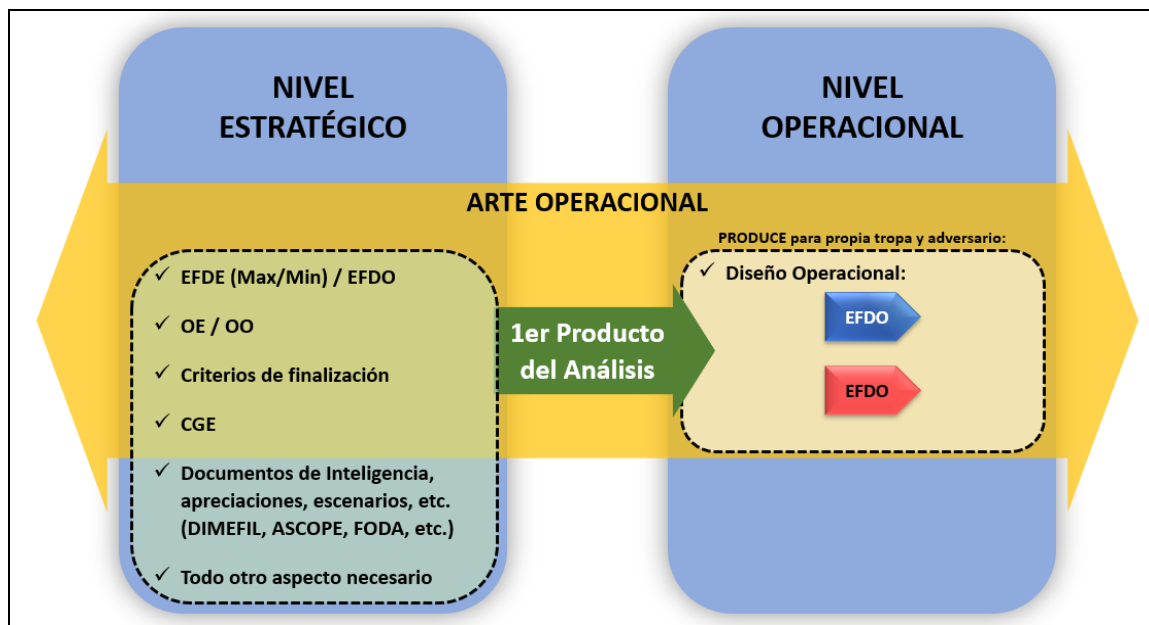 NIVEL
ESTRATÉGICO
NIVEL
OPERACIONAL
ARTE OPERACIONAL
✓ EFDE (Max/Min) / EFDO
✓ OE / OO
✓ Criterios de finalización
✓ CGE
✓ Documentos de Inteligencia,
apreciaciones, escenarios, etc.
(DIMEFIL, ASCOPE, FODA, etc.)
✓ Todo otro aspecto necesario
1er Producto
del Análisis
PRODUCE para propia tropa y adversario:
✓ Diseño Operacional:
EFDO
EFDO